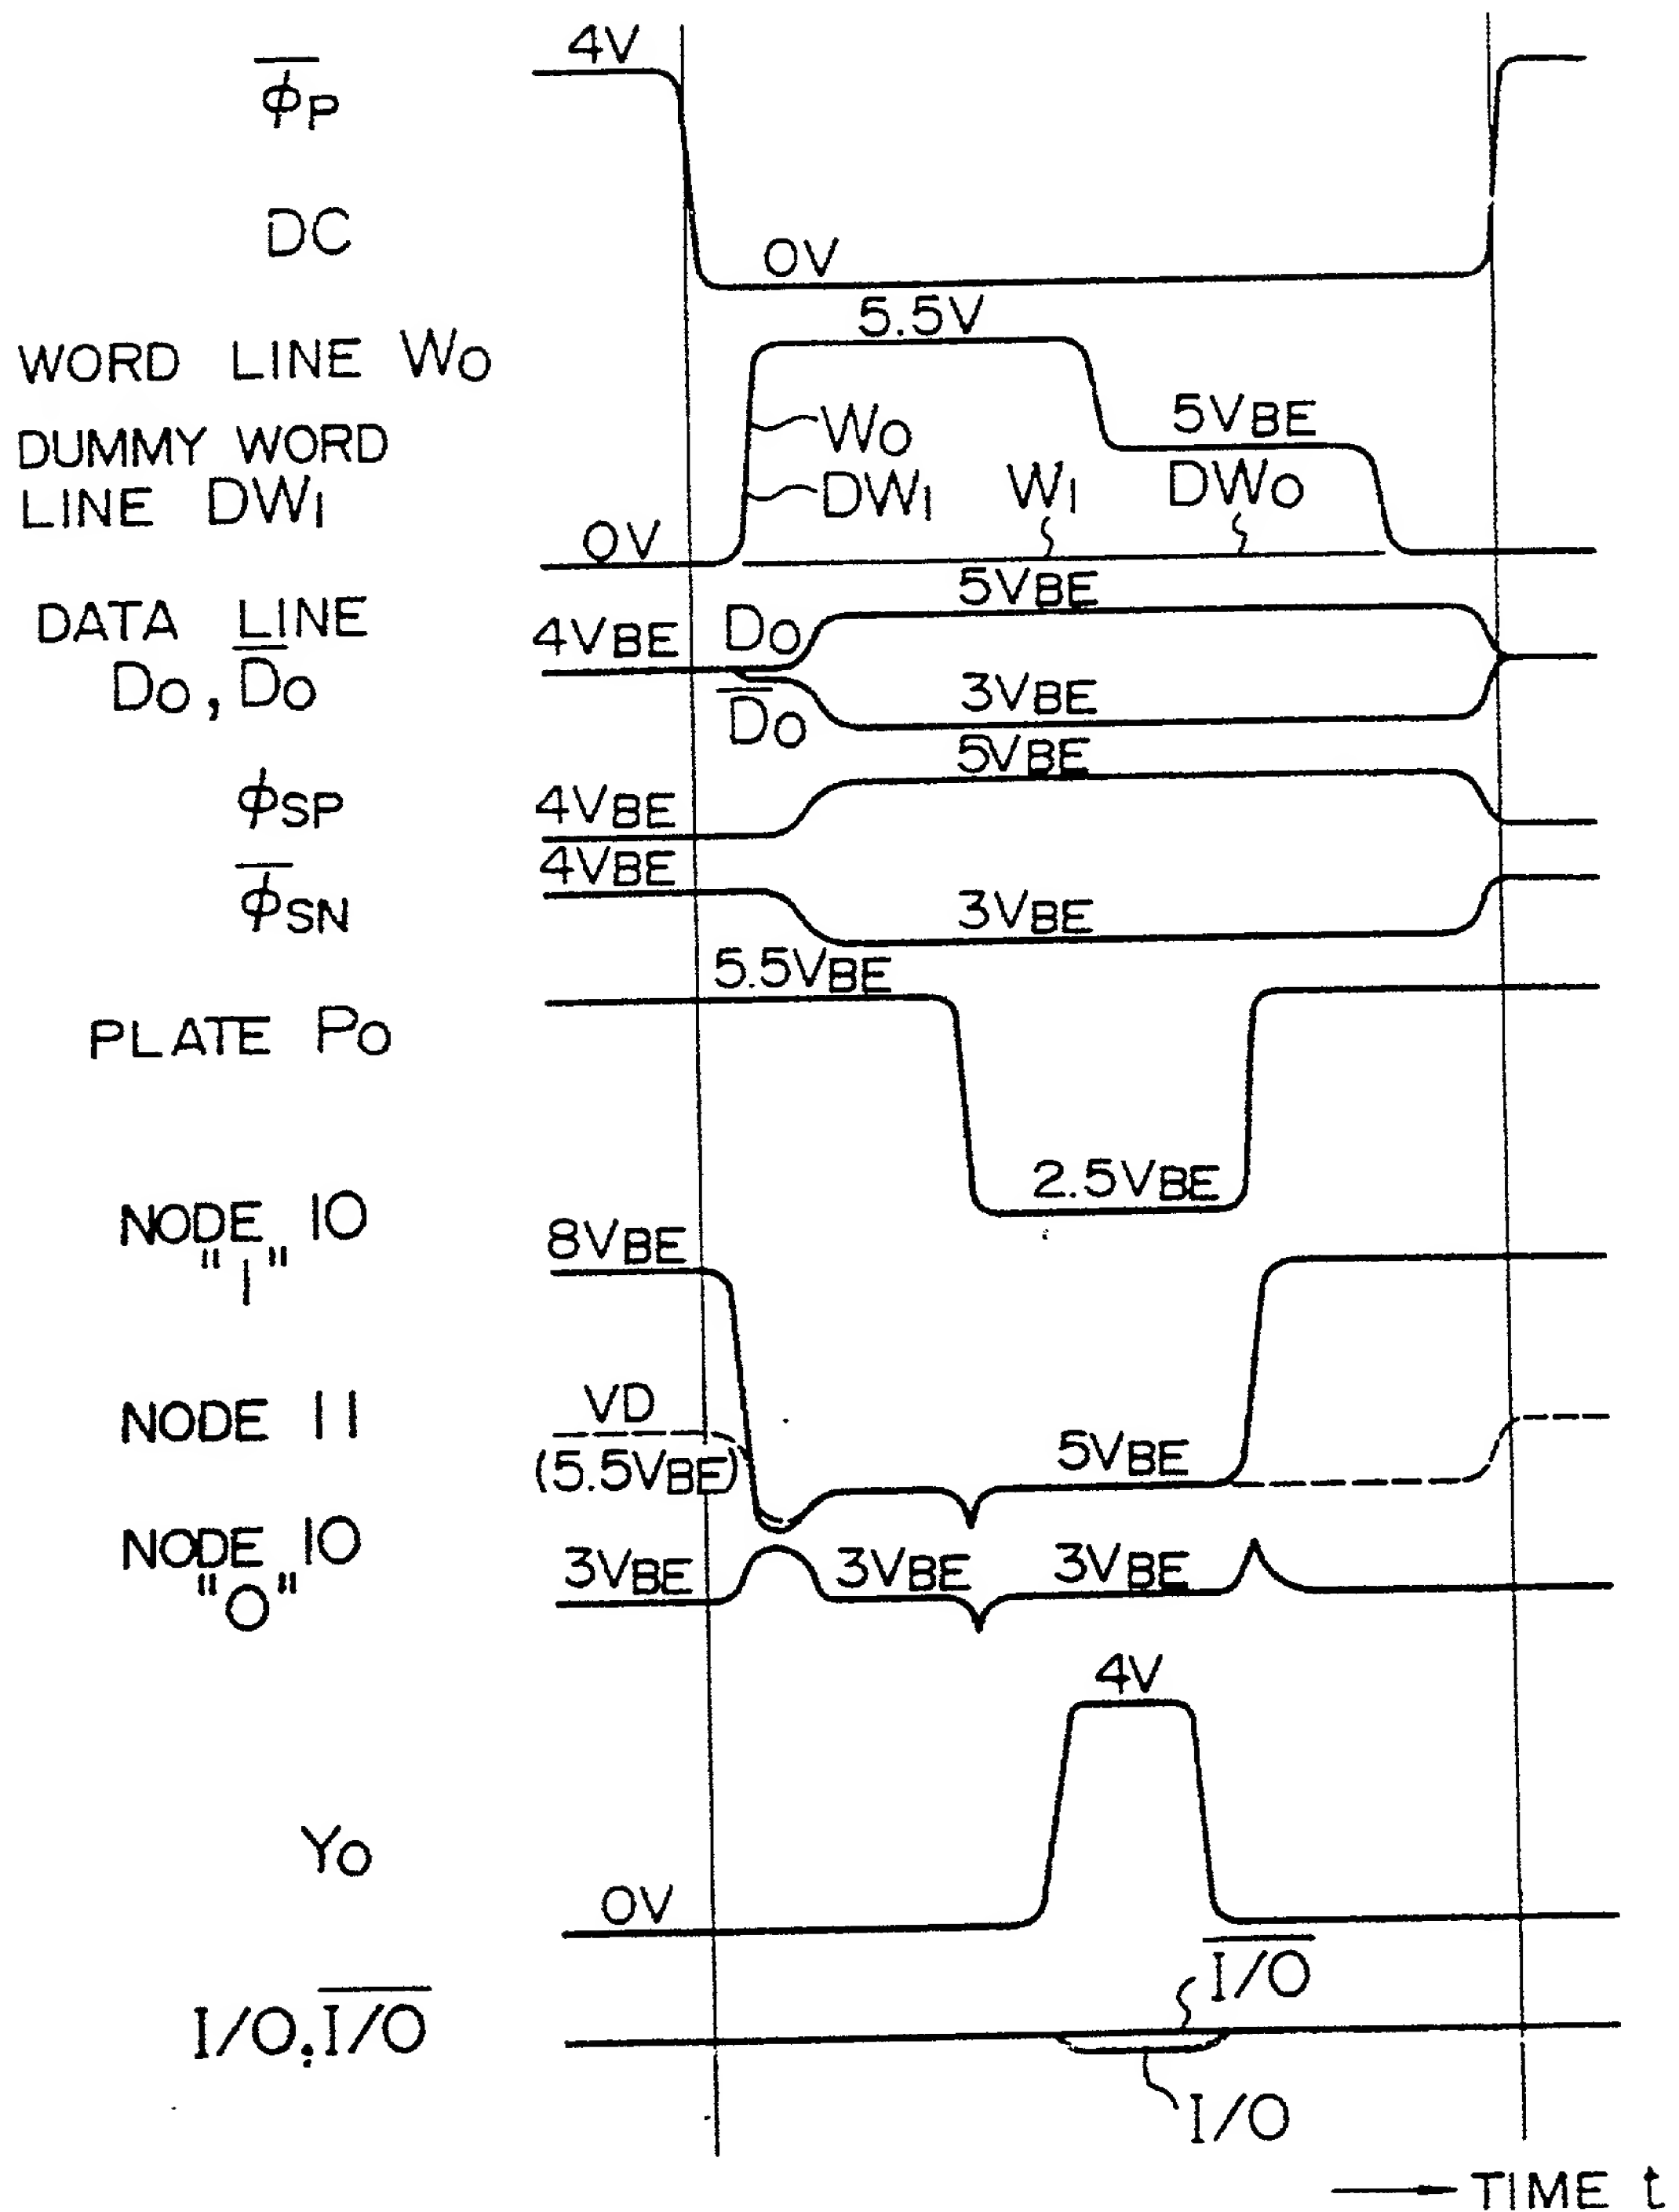 4V
φ̅P
DC
0V
5.5V
WORD LINE W0
5VBE
W0
DUMMY WORD
LINE DW1
DW1
W1
DW0
0V
5VBE
DATA LINE
D0, D̅0
4VBE
D0
3VBE
D̅0
5VBE
φSP
4VBE
4VBE
φ̅SN
3VBE
5.5VBE
PLATE P0
2.5VBE
NODE 10
"1"
8VBE
NODE 11
VD
(5.5VBE)
5VBE
NODE 10
"0"
3VBE
3VBE
3VBE
4V
Y0
0V
I̅/̅O̅
I/O, I̅/̅O̅
I/O
TIME t